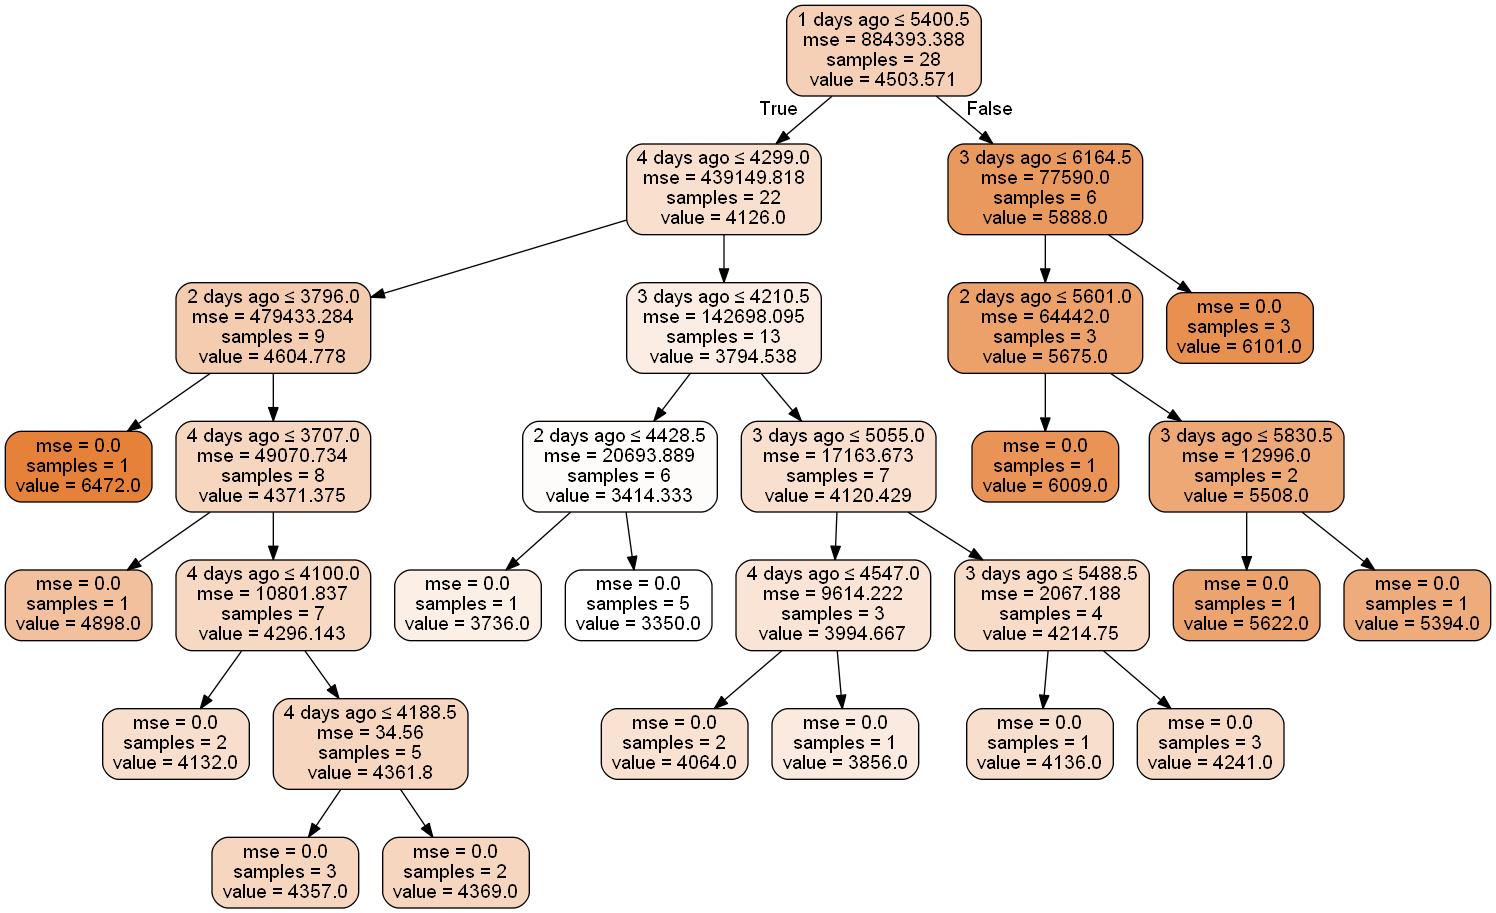 1 days ago ≤ 5400.5
mse = 884393.388
samples = 28
value = 4503.571
True
False
4 days ago ≤ 4299.0
mse = 439149.818
samples = 22
value = 4126.0
3 days ago ≤ 6164.5
mse = 77590.0
samples = 6
value = 5888.0
2 days ago ≤ 3796.0
mse = 479433.284
samples = 9
value = 4604.778
3 days ago ≤ 4210.5
mse = 142698.095
samples = 13
value = 3794.538
2 days ago ≤ 5601.0
mse = 64442.0
samples = 3
value = 5675.0
mse = 0.0
samples = 3
value = 6101.0
mse = 0.0
samples = 1
value = 6472.0
4 days ago ≤ 3707.0
mse = 49070.734
samples = 8
value = 4371.375
2 days ago ≤ 4428.5
mse = 20693.889
samples = 6
value = 3414.333
3 days ago ≤ 5055.0
mse = 17163.673
samples = 7
value = 4120.429
mse = 0.0
samples = 1
value = 6009.0
3 days ago ≤ 5830.5
mse = 12996.0
samples = 2
value = 5508.0
mse = 0.0
samples = 1
value = 4898.0
4 days ago ≤ 4100.0
mse = 10801.837
samples = 7
value = 4296.143
mse = 0.0
samples = 1
value = 3736.0
mse = 0.0
samples = 5
value = 3350.0
4 days ago ≤ 4547.0
mse = 9614.222
samples = 3
value = 3994.667
3 days ago ≤ 5488.5
mse = 2067.188
samples = 4
value = 4214.75
mse = 0.0
samples = 1
value = 5622.0
mse = 0.0
samples = 1
value = 5394.0
mse = 0.0
samples = 2
value = 4132.0
4 days ago ≤ 4188.5
mse = 34.56
samples = 5
value = 4361.8
mse = 0.0
samples = 2
value = 4064.0
mse = 0.0
samples = 1
value = 3856.0
mse = 0.0
samples = 1
value = 4136.0
mse = 0.0
samples = 3
value = 4241.0
mse = 0.0
samples = 3
value = 4357.0
mse = 0.0
samples = 2
value = 4369.0